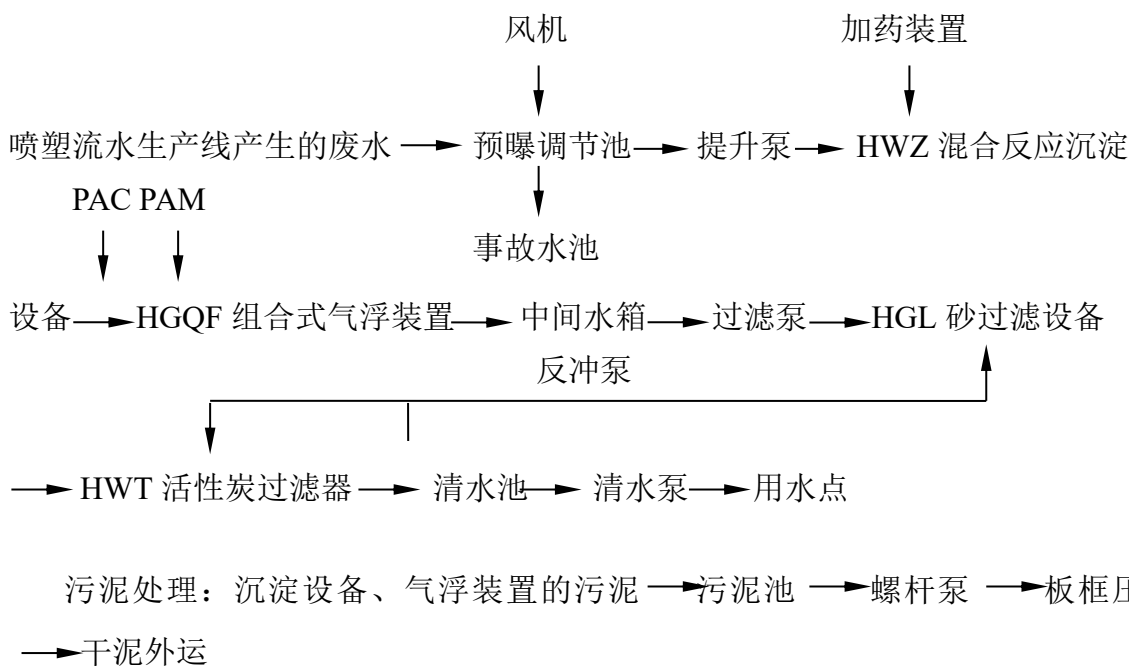 风机 加药装置
喷塑流水生产线产生的废水 预曝调节池 提升泵 HWZ 混合反应沉淀
PAC PAM
事故水池
设备 HGQF 组合式气浮装置 中间水箱 过滤泵 HGL 砂过滤设备
反冲泵
HWT 活性炭过滤器 清水池 清水泵 用水点
污泥处理：沉淀设备、气浮装置的污泥 污泥池 螺杆泵 板框压
干泥外运